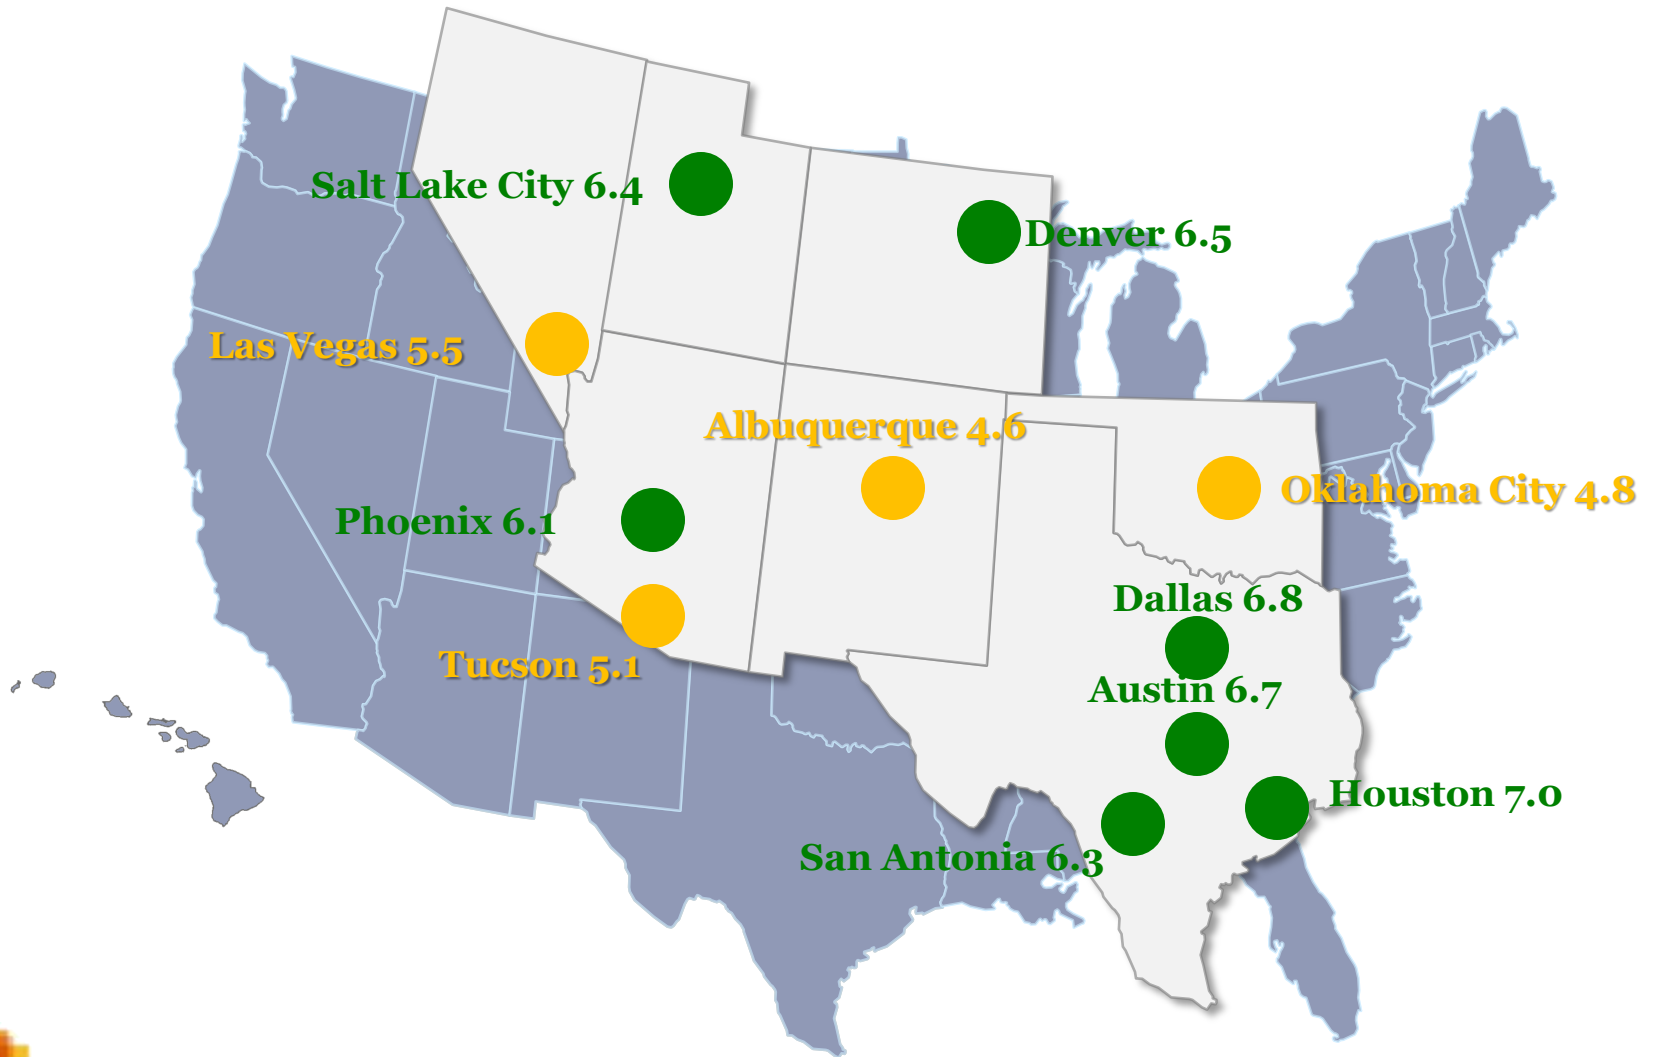 Salt Lake City 6.4
Denver 6.5
Las Vegas 5.5
Albuquerque 4.6
Oklahoma City 4.8
Phoenix 6.1
Dallas 6.8
Tucson 5.1
Austin 6.7
Houston 7.0
San Antonia 6.3